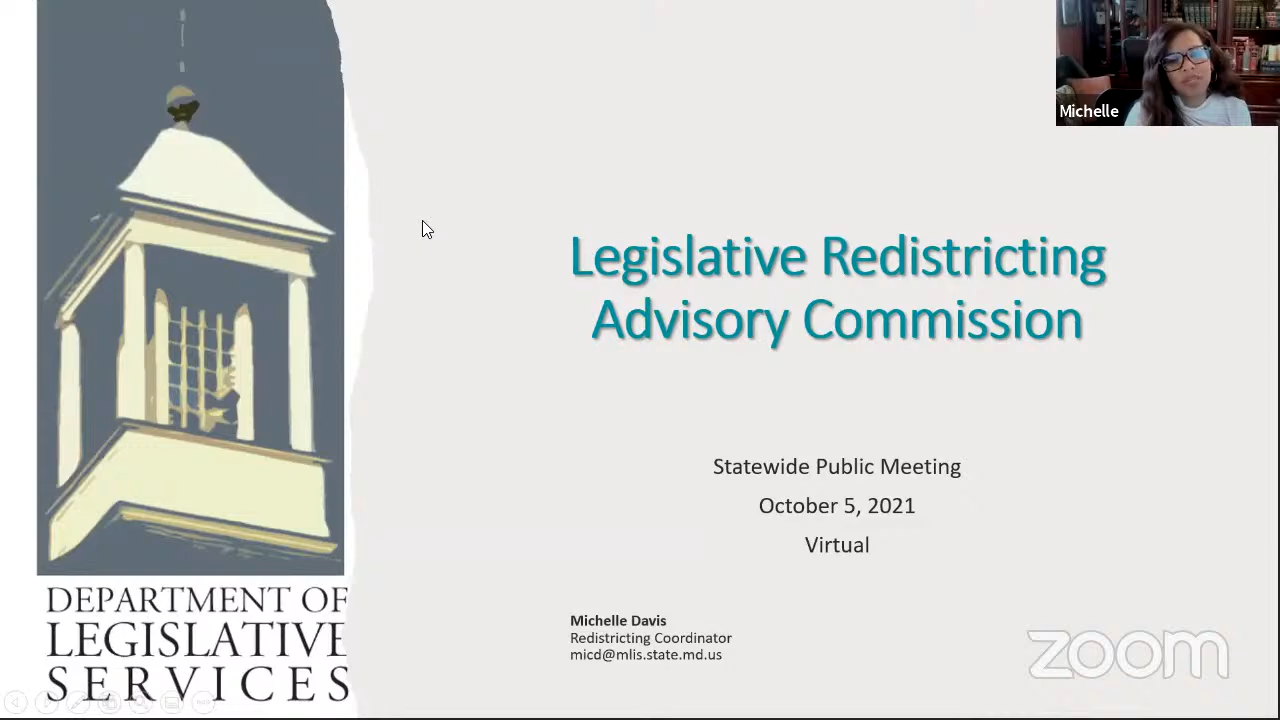 Michelle
Legislative Redistricting
Advisory Commission
Statewide Public Meeting
October 5, 2021
Virtual
Michelle Davis
Redistricting Coordinator
micd@mlis.state.md.us
DEPARTMENT OF
LEGISLATIVE
SERVICES
zoom